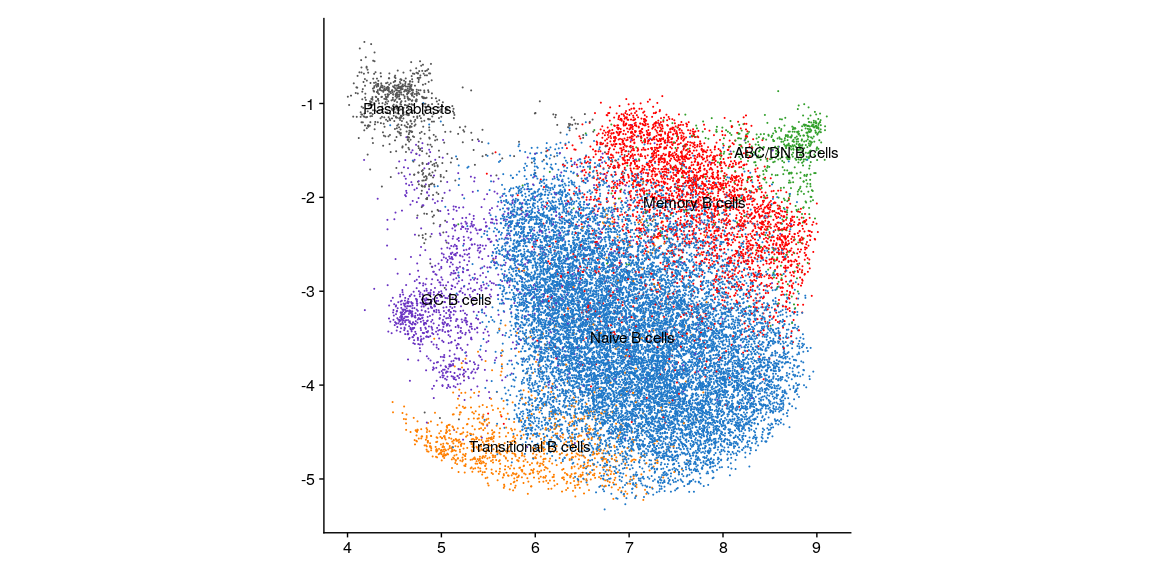 -1
Plasmablasts
ABC/DN B cells
-2
Memory B cells
-3
GC B cells
Naive B cells
-4
Transitional B cells
-5
4 5 6 7 8 9